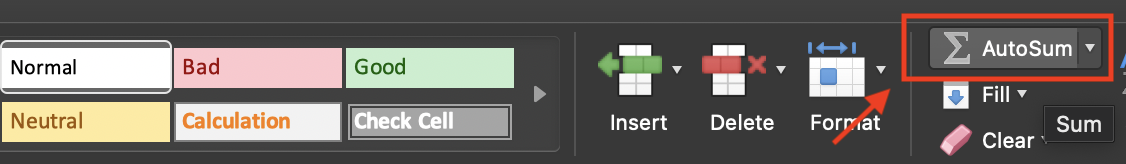 Normal
Bad
Good
Neutral
Calculation
Check Cell
Insert
Delete
Format
AutoSum
Fill
Clear
Sum